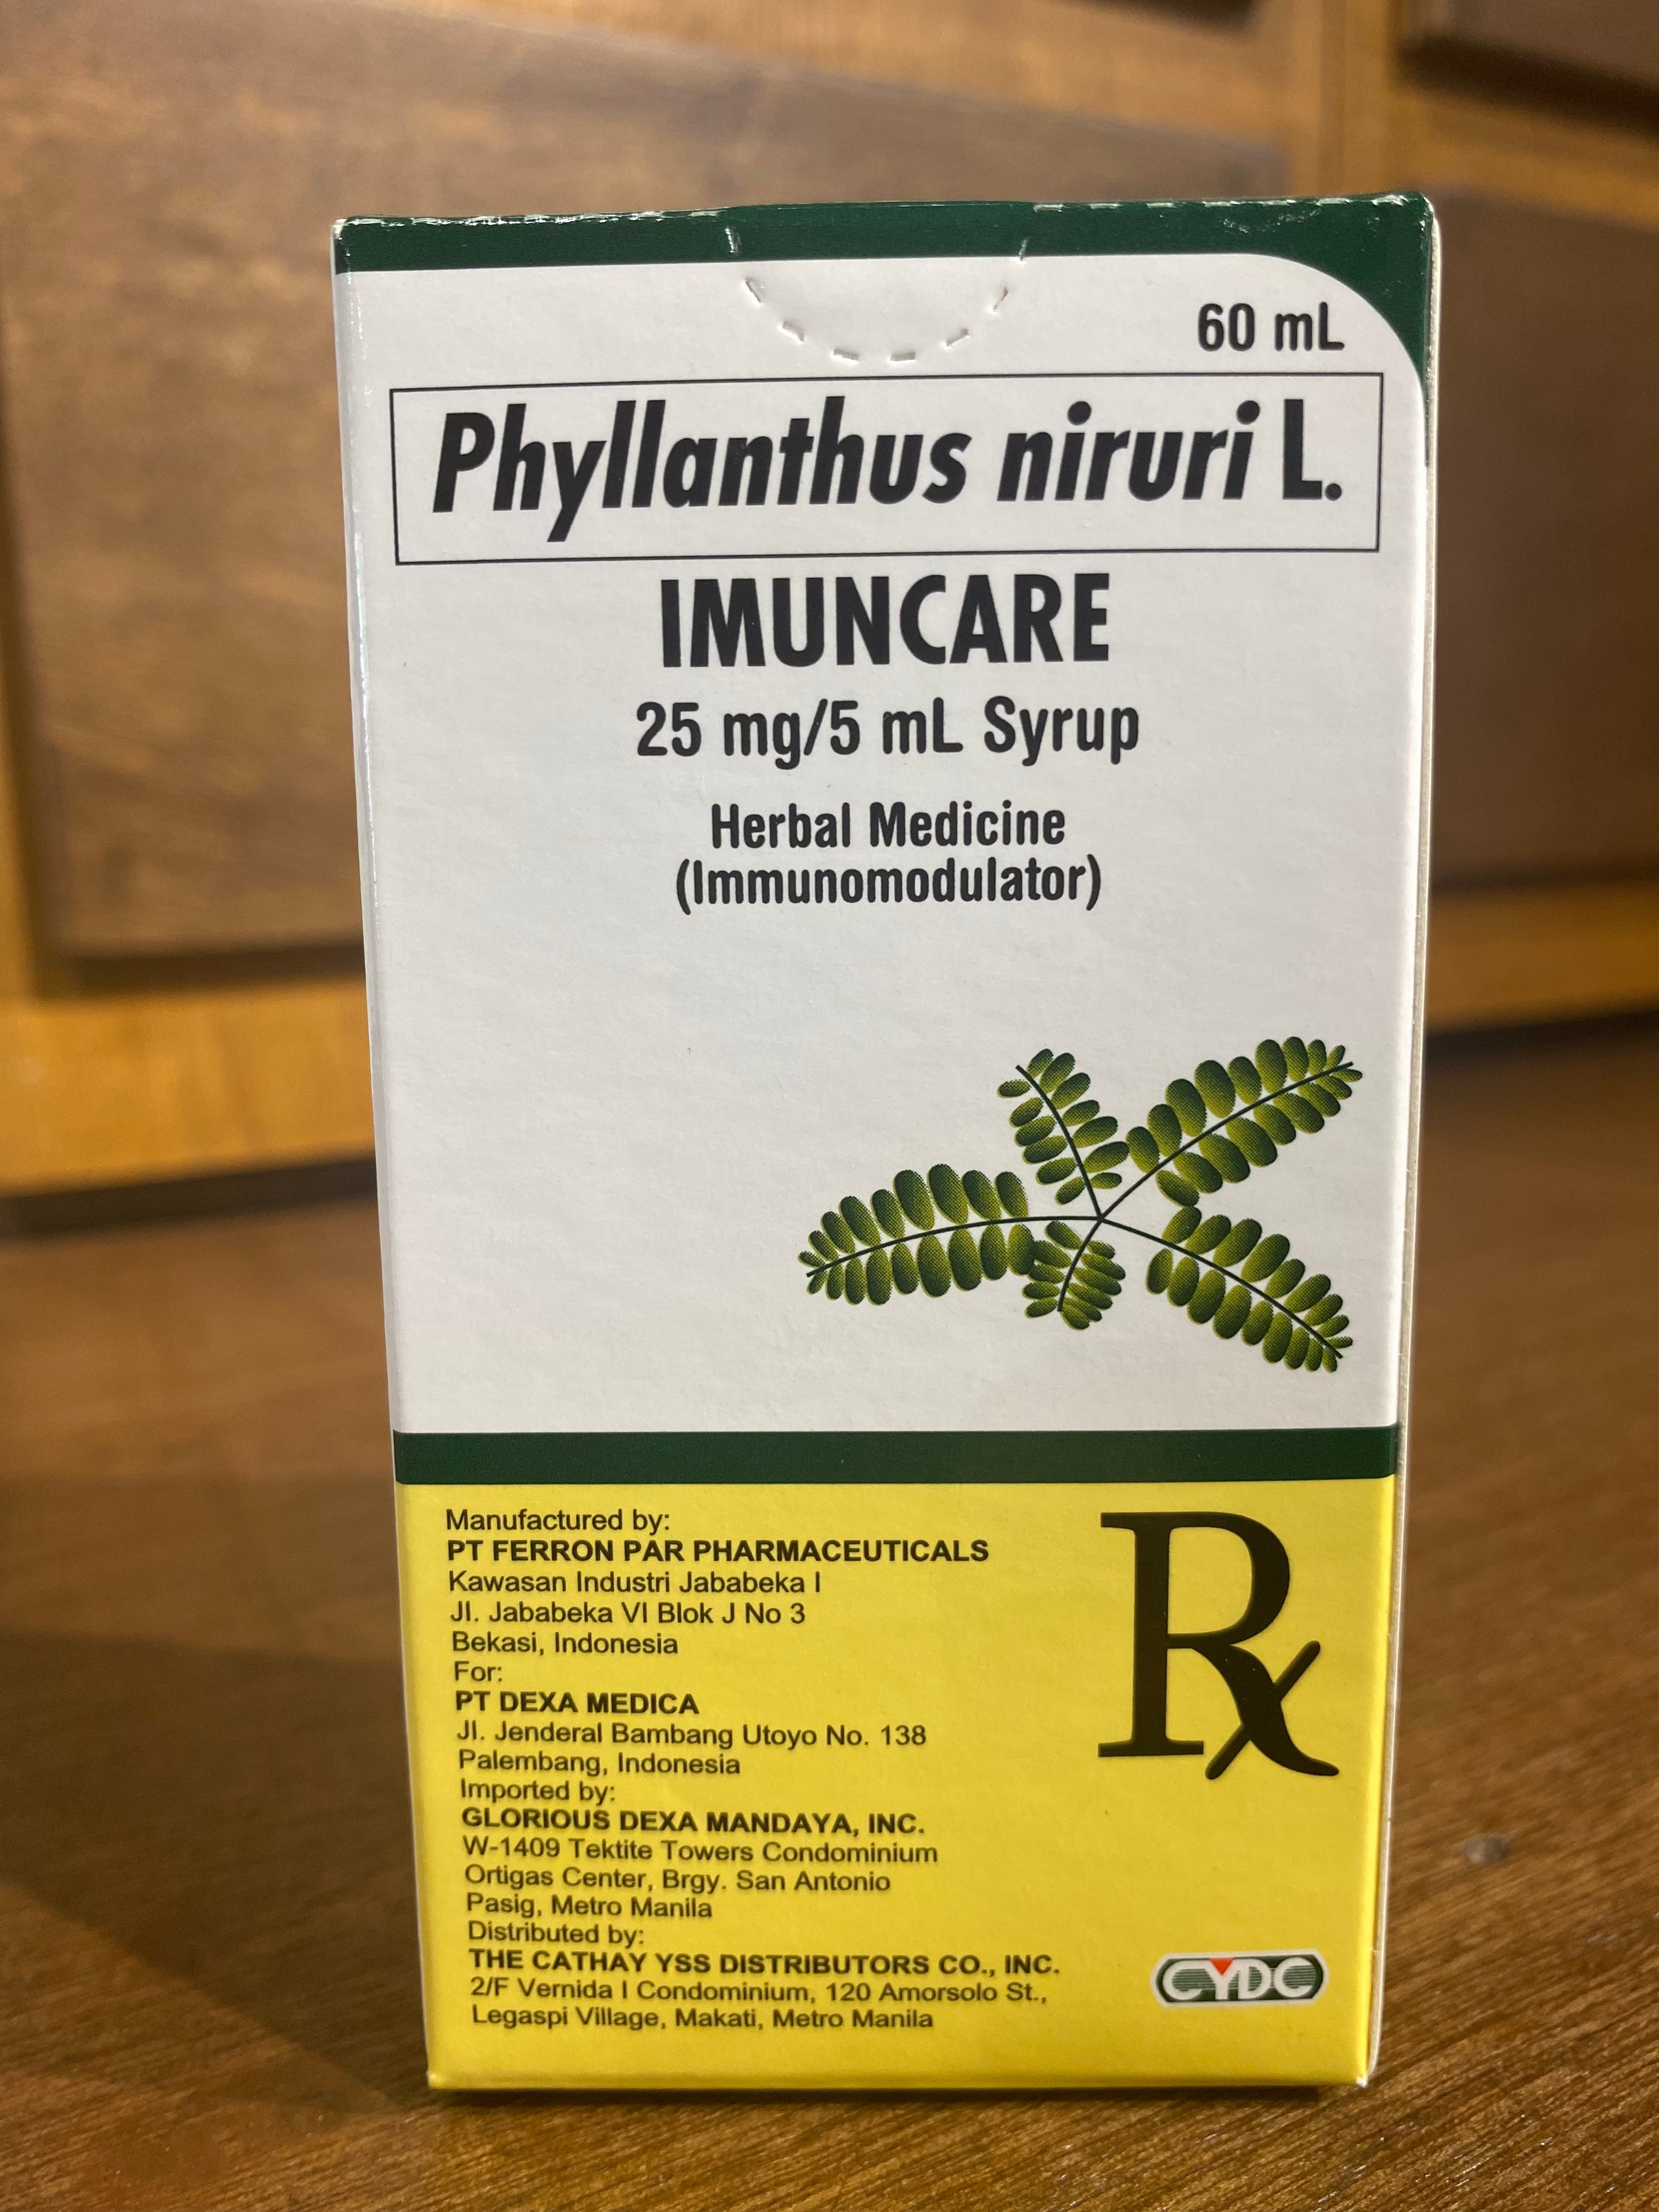 60 mL
Phyllanthus niruri L.
IMUNCARE
25 mg/5 mL Syrup
Herbal Medicine
(Immunomodulator)
Manufactured by:
PT FERRON PAR PHARMACEUTICALS
Kawasan Industri Jababeka I
Jl. Jababeka VI Blok J No 3
Bekasi, Indonesia
For:
PT DEXA MEDICA
Jl. Jenderal Bambang Utoyo No. 138
Palembang, Indonesia
Imported by:
GLORIOUS DEXA MANDAYA, INC.
W-1409 Tektite Towers Condominium
Ortigas Center, Brgy. San Antonio
Pasig, Metro Manila
Distributed by:
THE CATHAY YSS DISTRIBUTORS CO., INC.
2/F Vernida I Condominium, 120 Amorsolo St.,
Legaspi Village, Makati, Metro Manila
Rx
CYDC